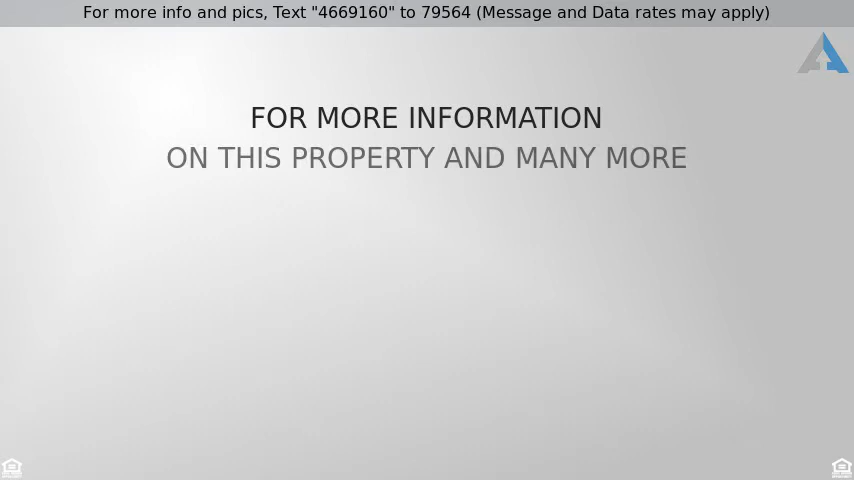 For more info and pics, Text "4669160" to 79564 (Message and Data rates may apply)
FOR MORE INFORMATION
ON THIS PROPERTY AND MANY MORE